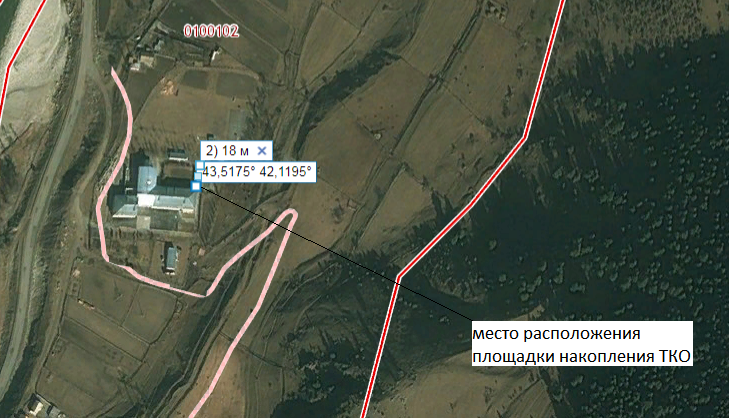 0100102
2) 18 м ×
43,5175° 42,1195°
место расположения
площадки накопления ТКО